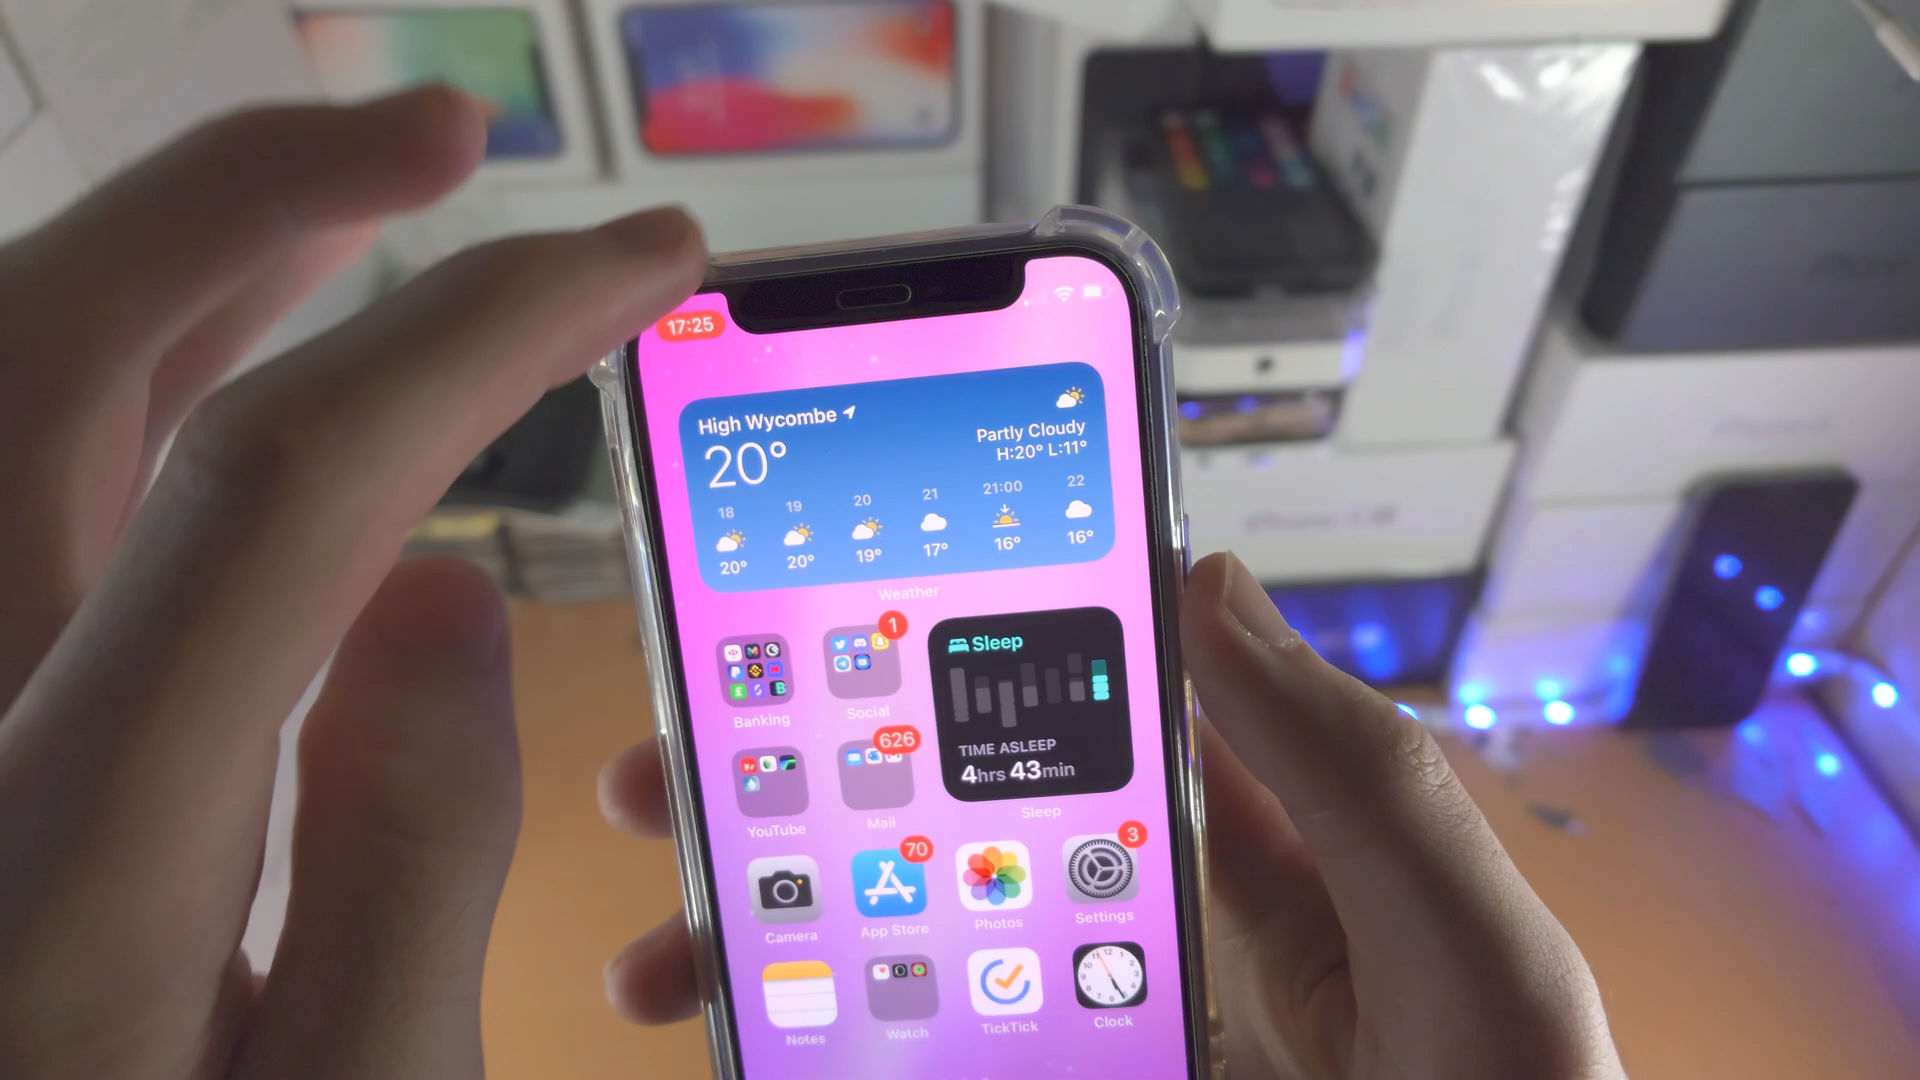 17:25
High Wycombe
20°
Partly Cloudy
H:20° L:11°
18 19 20 21 21:00 22
20° 20° 19° 17° 16° 16°
Weather
1
Banking
Social
Sleep
TIME ASLEEP
4hrs 43min
Sleep
626
YouTube
Mail
70
3
Camera
App Store
Photos
Settings
Notes
Watch
TickTick
Clock